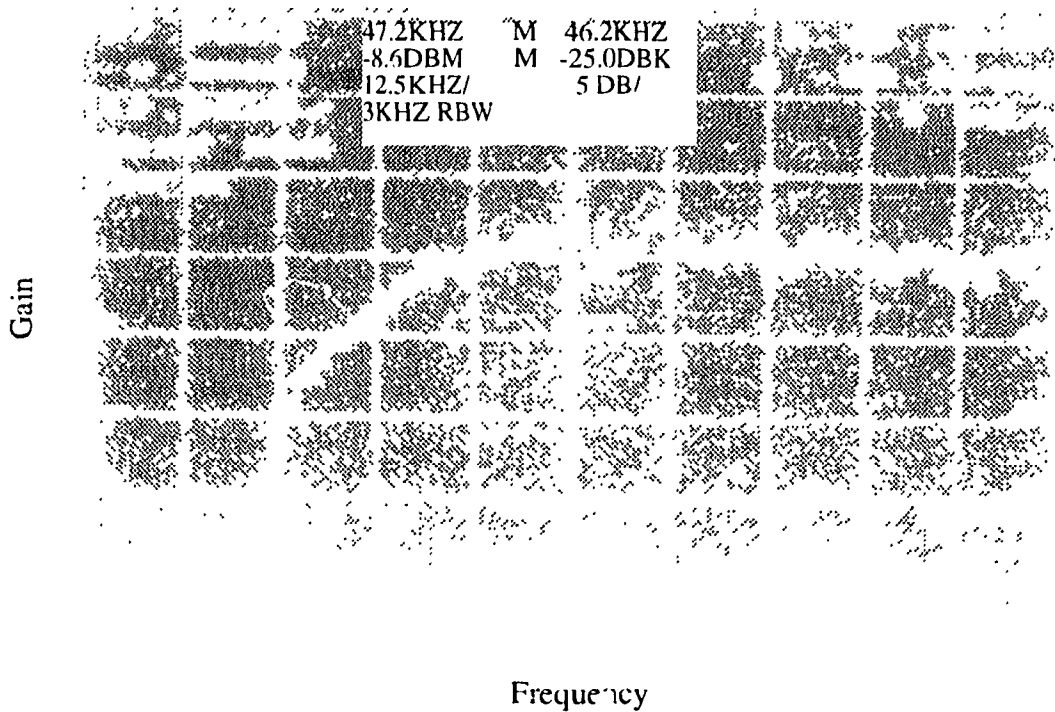 47.2KHZ M 46.2KHZ
-8.6DBM M -25.0DBK
12.5KHZ/ 5 DB/
3KHZ RBW
Gain
Frequency